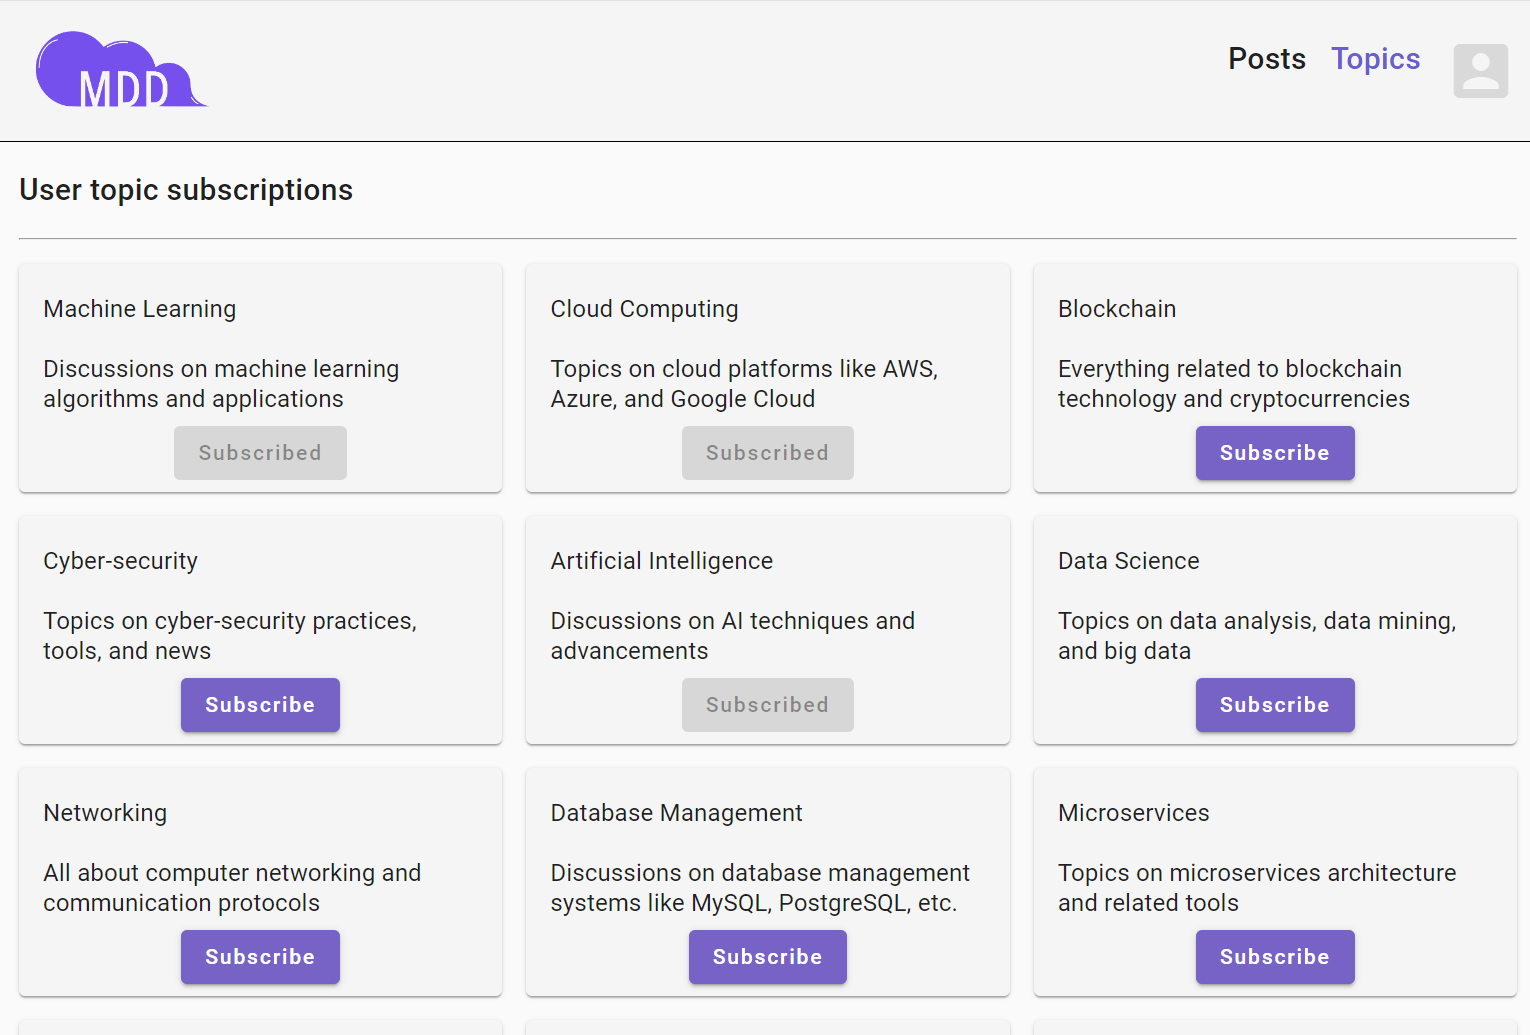 MDD
Posts
Topics
User topic subscriptions
Machine Learning
Discussions on machine learning
algorithms and applications
Subscribed
Cloud Computing
Topics on cloud platforms like AWS,
Azure, and Google Cloud
Subscribed
Blockchain
Everything related to blockchain
technology and cryptocurrencies
Subscribe
Cyber-security
Topics on cyber-security practices,
tools, and news
Subscribe
Artificial Intelligence
Discussions on AI techniques and
advancements
Subscribed
Data Science
Topics on data analysis, data mining,
and big data
Subscribe
Networking
All about computer networking and
communication protocols
Subscribe
Database Management
Discussions on database management
systems like MySQL, PostgreSQL, etc.
Subscribe
Microservices
Topics on microservices architecture
and related tools
Subscribe